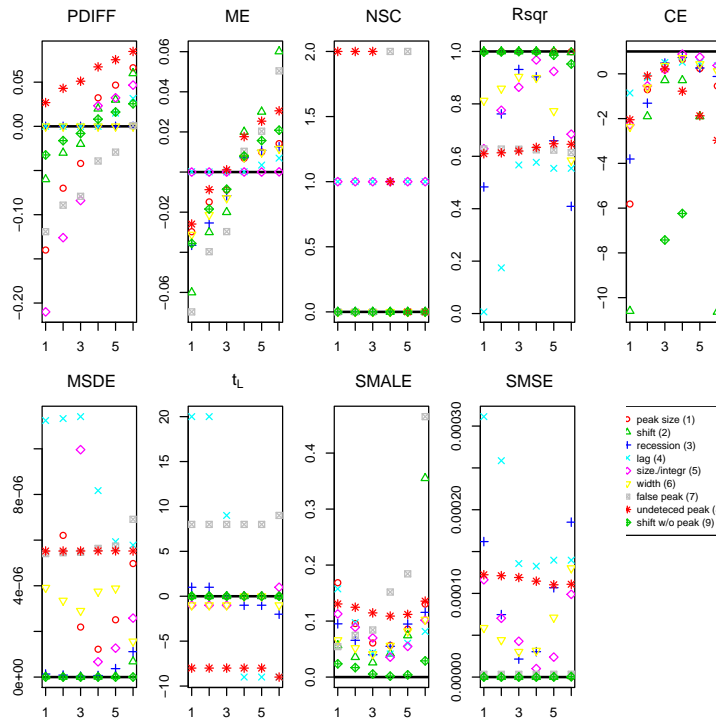 PDIFF
ME
NSC
Rsqr
CE
-0.20 -0.10 0.00 0.05
-0.06 -0.02 0.02 0.04 0.06
0.0 0.5 1.0 1.5 2.0
0.0 0.2 0.4 0.6 0.8 1.0
-10 -8 -6 -4 -2 0
1 3 5
1 3 5
1 3 5
1 3 5
1 3 5
MSDE
tL
SMALE
SMSE
0e+00 4e-06 8e-06
-10 -5 0 5 10 15 20
0.0 0.1 0.2 0.3 0.4
0.00000 0.00010 0.00020 0.00030
1 3 5
1 3 5
1 3 5
1 3 5
peak size (1)
shift (2)
recession (3)
lag (4)
size./integr (5)
width (6)
false peak (7)
undeteced peak (
shift w/o peak (9)